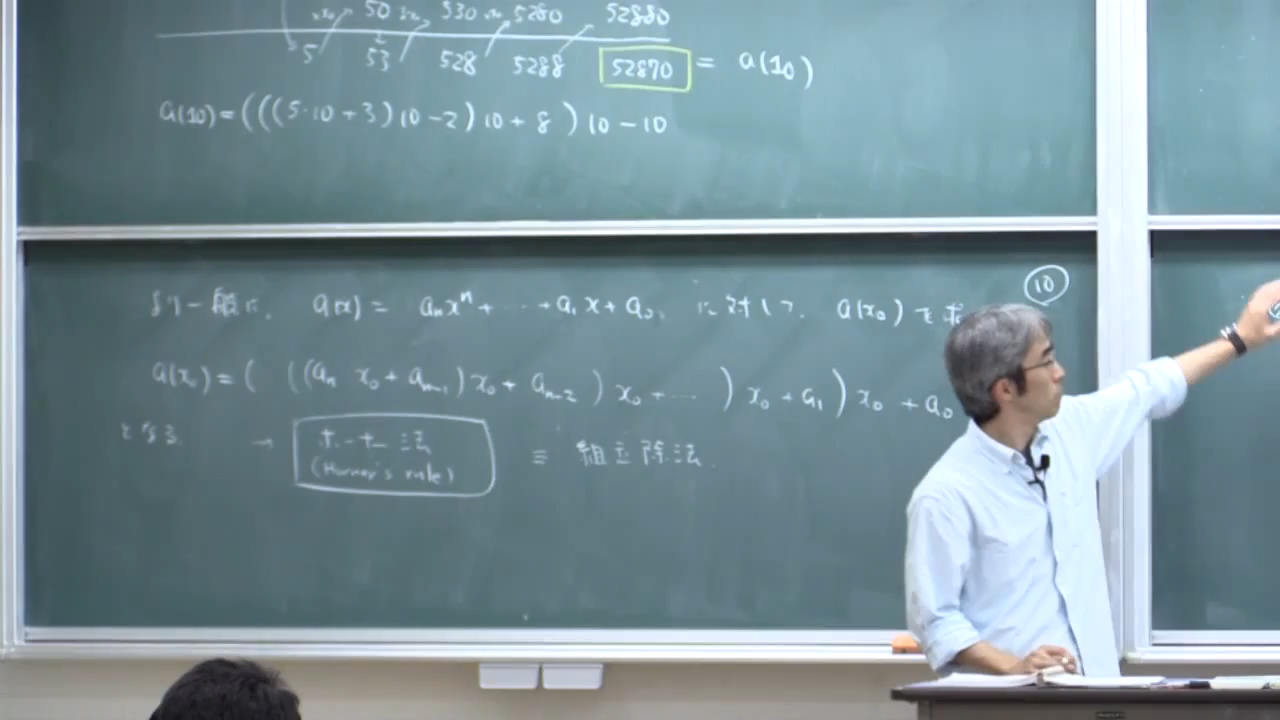 50 530 5280 52880
5 53 528 5288 52870 = a(10)
a(10) = (((5·10+3)10-2)10+8)10-10
10
より一般に、 a(x) = aₙxⁿ + ··· + a₁x + a₀, に対して、 a(x₀) を
a(x₀) = ( ((aₙ x₀ + aₙ₋₁)x₀ + aₙ₋₂)x₀ + ··· )x₀ + a₁)x₀ + a₀
となる. → ホーナー法 ≡ 組立除法.
(Horner's rule)